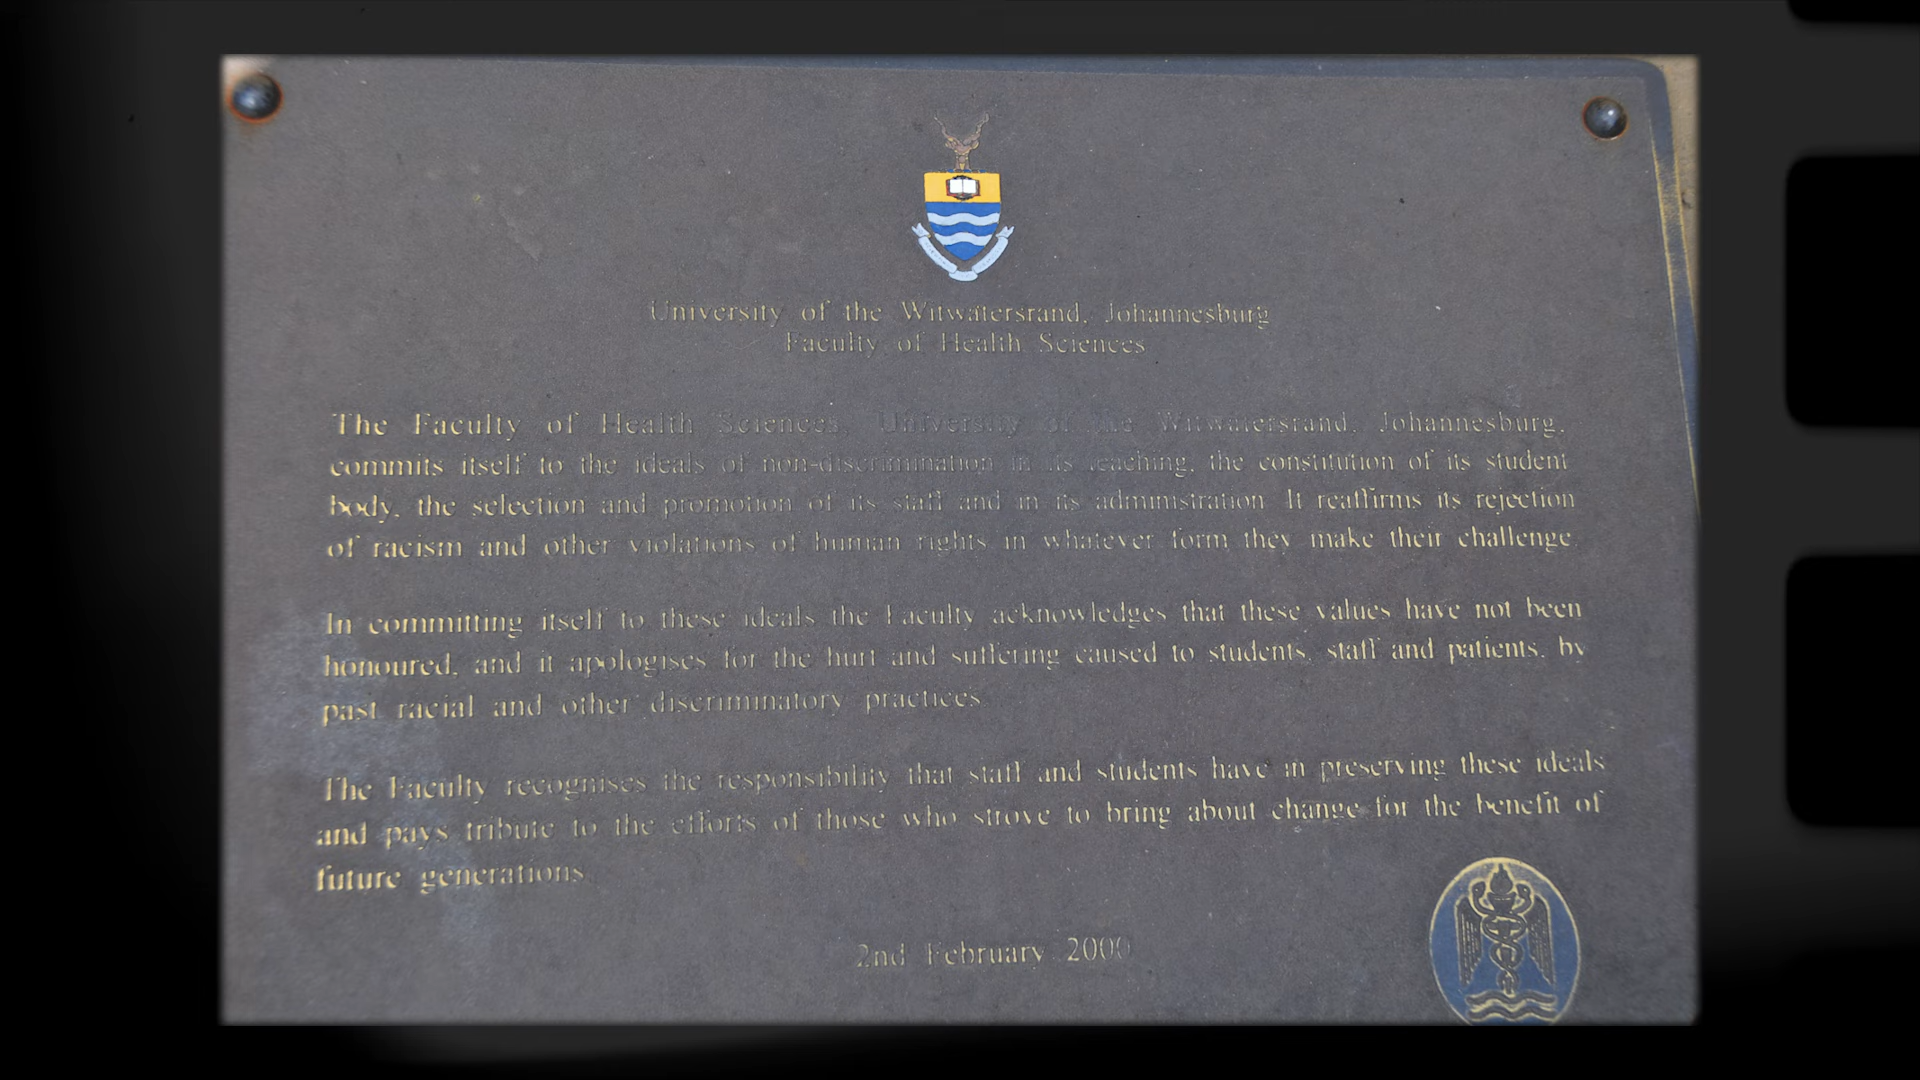 University of the Witwatersrand, Johannesburg
Faculty of Health Sciences
The Faculty of Health Sciences, University of the Witwatersrand, Johannesburg,
commits itself to the ideals of non-discrimination in its teaching, the constitution of its student
body, the selection and promotion of its staff and in its administration. It reaffirms its rejection
of racism and other violations of human rights in whatever form they make their challenge.
In committing itself to these ideals the Faculty acknowledges that these values have not been
honoured, and it apologises for the hurt and suffering caused to students, staff and patients, by
past racial and other discriminatory practices.
The Faculty recognises the responsibility that staff and students have in preserving these ideals
and pays tribute to the efforts of those who strove to bring about change for the benefit of
future generations.
2nd February 2000